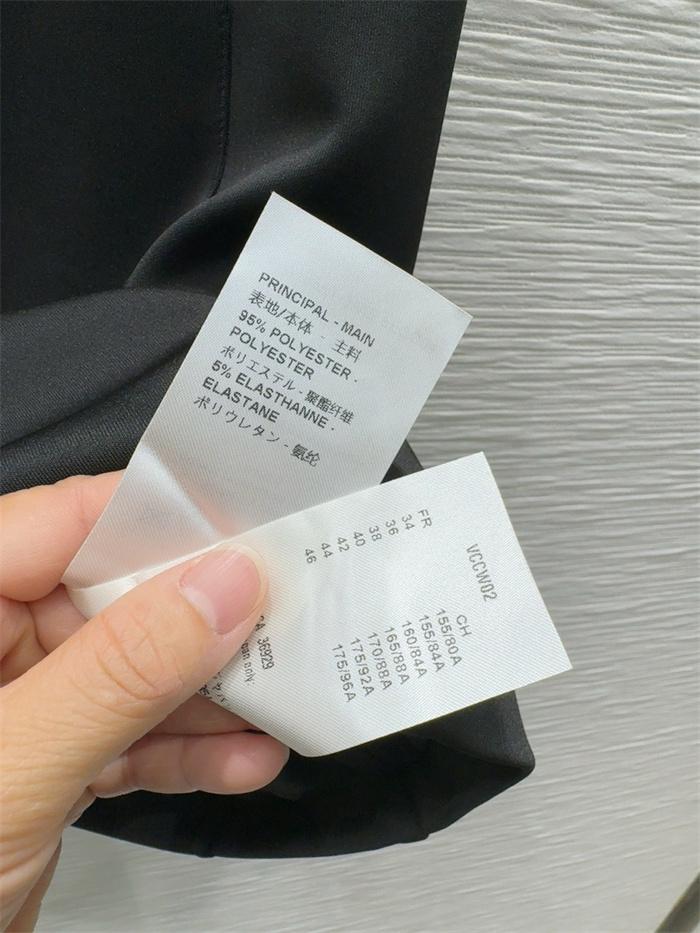 PRINCIPAL - MAIN
表地/本体 - 主料
95% POLYESTER -
POLYESTER
ポリエステル - 聚酯纤维
5% ELASTHANNE -
ELASTANE
ポリウレタン - 氨纶
VCCW02
FR
34
36
38
40
42
44
46
CH
155/80A
155/84A
160/84A
165/88A
170/88A
175/92A
175/96A
36929
only: